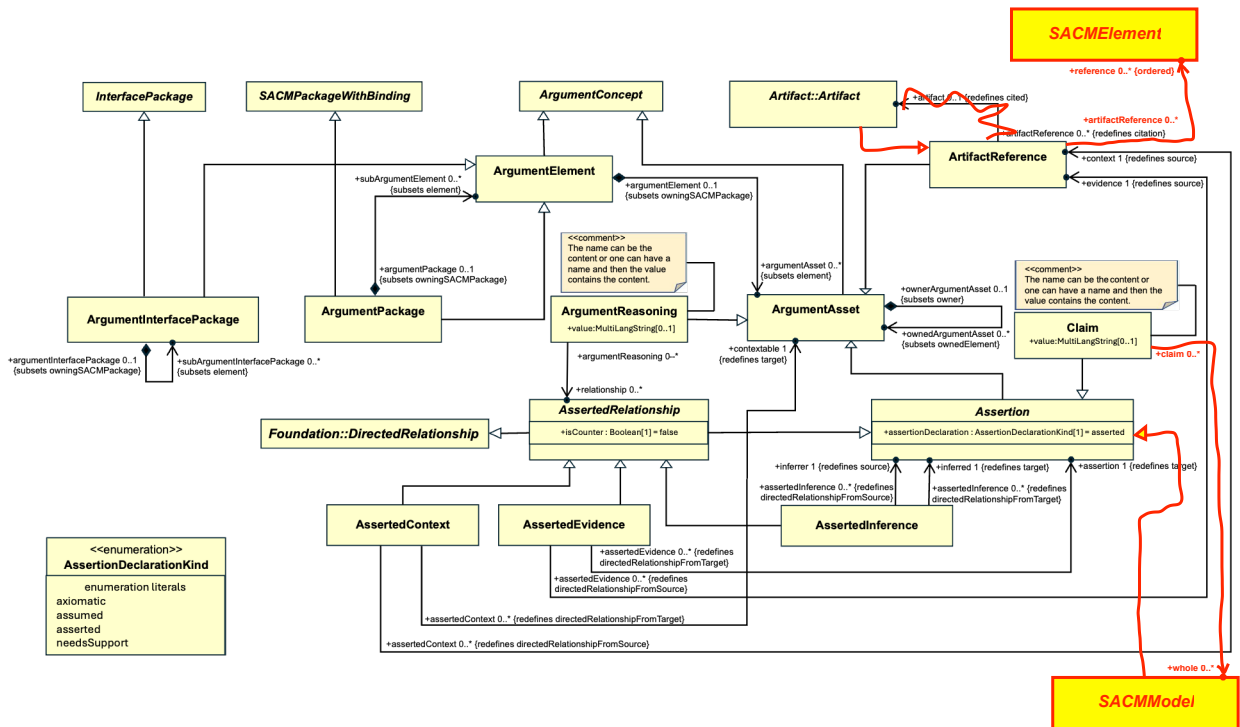 SACMElement
+reference 0..* {ordered}
InterfacePackage
SACMPackageWithBinding
ArgumentConcept
Artifact::Artifact
+artifact 0..1 {redefines cited}
+artifactReference 0..*
+artifactReference 0..* {redefines citation}
ArtifactReference
+context 1 {redefines source}
+evidence 1 {redefines source}
ArgumentElement
+subArgumentElement 0..*
{subsets element}
+argumentElement 0..1
{subsets owningSACMPackage}
<<comment>>
The name can be the
content or one can have a
name and then the value
contains the content.
+argumentPackage 0..1
{subsets owningSACMPackage}
+argumentAsset 0..*
{subsets element}
<<comment>>
The name can be the content or
one can have a name and then the
value contains the content.
ArgumentInterfacePackage
ArgumentPackage
ArgumentReasoning
+value:MultiLangString[0..1]
ArgumentAsset
+ownerArgumentAsset 0..1
{subsets owner}
+ownedArgumentAsset 0..*
{subsets ownedElement}
Claim
+value:MultiLangString[0..1]
+claim 0..*
+argumentInterfacePackage 0..1
{subsets owningSACMPackage}
+subArgumentInterfacePackage 0..*
{subsets element}
+argumentReasoning 0--*
+contextable 1
{redefines target}
+relationship 0..*
AssertedRelationship
+isCounter : Boolean[1] = false
Foundation::DirectedRelationship
Assertion
+assertionDeclaration : AssertionDeclarationKind[1] = asserted
+inferrer 1 {redefines source}
+inferred 1 {redefines target}
+assertion 1 {redefines target}
+assertedInference 0..* {redefines
directedRelationshipFromSource}
+assertedInference 0..* {redefines
directedRelationshipFromTarget}
AssertedContext
AssertedEvidence
AssertedInference
+assertedEvidence 0..* {redefines
directedRelationshipFromTarget}
+assertedEvidence 0..* {redefines
directedRelationshipFromSource}
+assertedContext 0..* {redefines directedRelationshipFromTarget}
+assertedContext 0..* {redefines directedRelationshipFromSource}
<<enumeration>>
AssertionDeclarationKind
enumeration literals
axiomatic
assumed
asserted
needsSupport
+whole 0..*
SACMModel